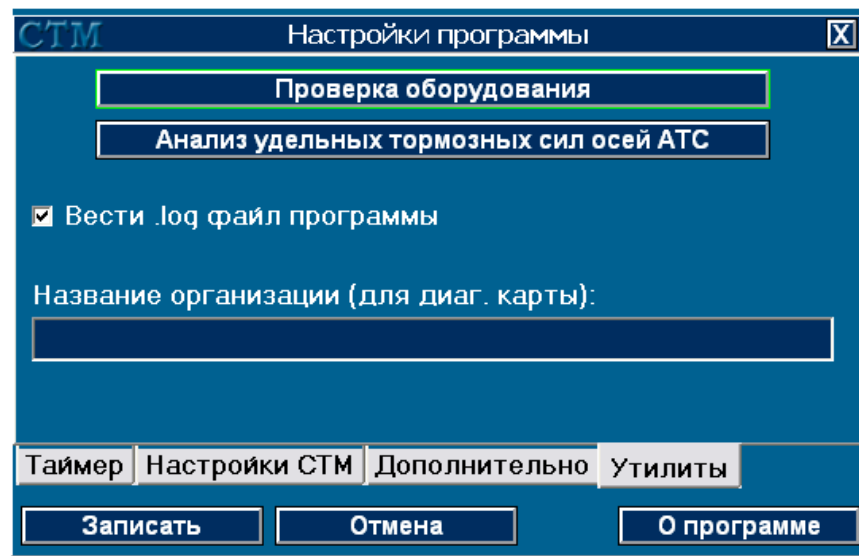 СТМ Настройки программы X
Проверка оборудования
Анализ удельных тормозных сил осей АТС
Вести .log файл программы
Название организации (для диаг. карты):
Таймер Настройки СТМ Дополнительно Утилиты
Записать Отмена О программе